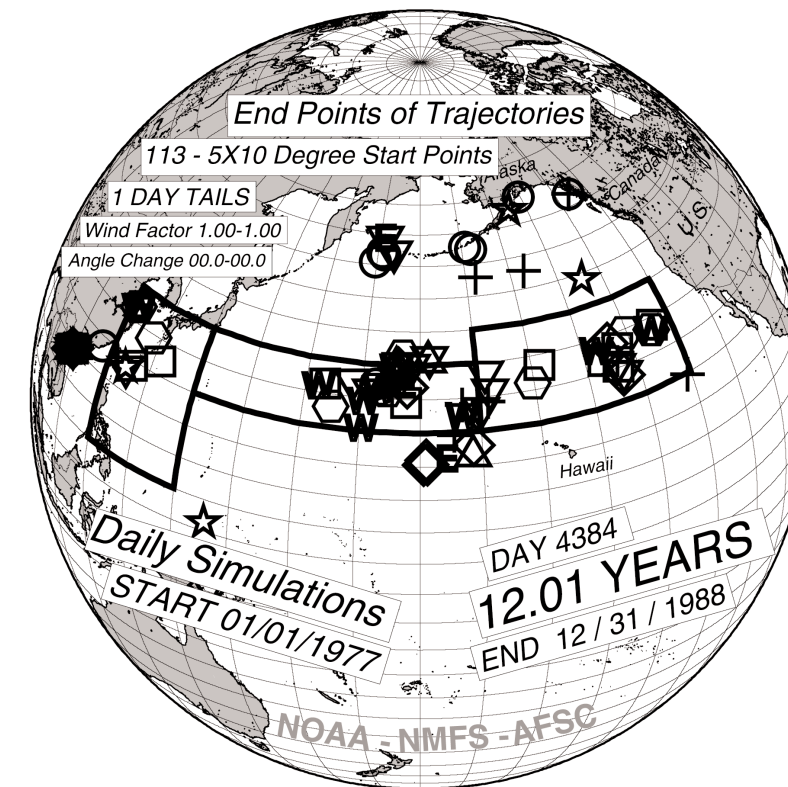 End Points of Trajectories
113 - 5X10 Degree Start Points
1 DAY TAILS
Wind Factor 1.00-1.00
Angle Change 00.0-00.0
Alaska
Canada
U.S.
W
E
W
W
W
W
W
W
E
Hawaii
Daily Simulations
START 01/01/1977
DAY 4384
12.01 YEARS
END 12 / 31 / 1988
NOAA - NMFS - AFSC